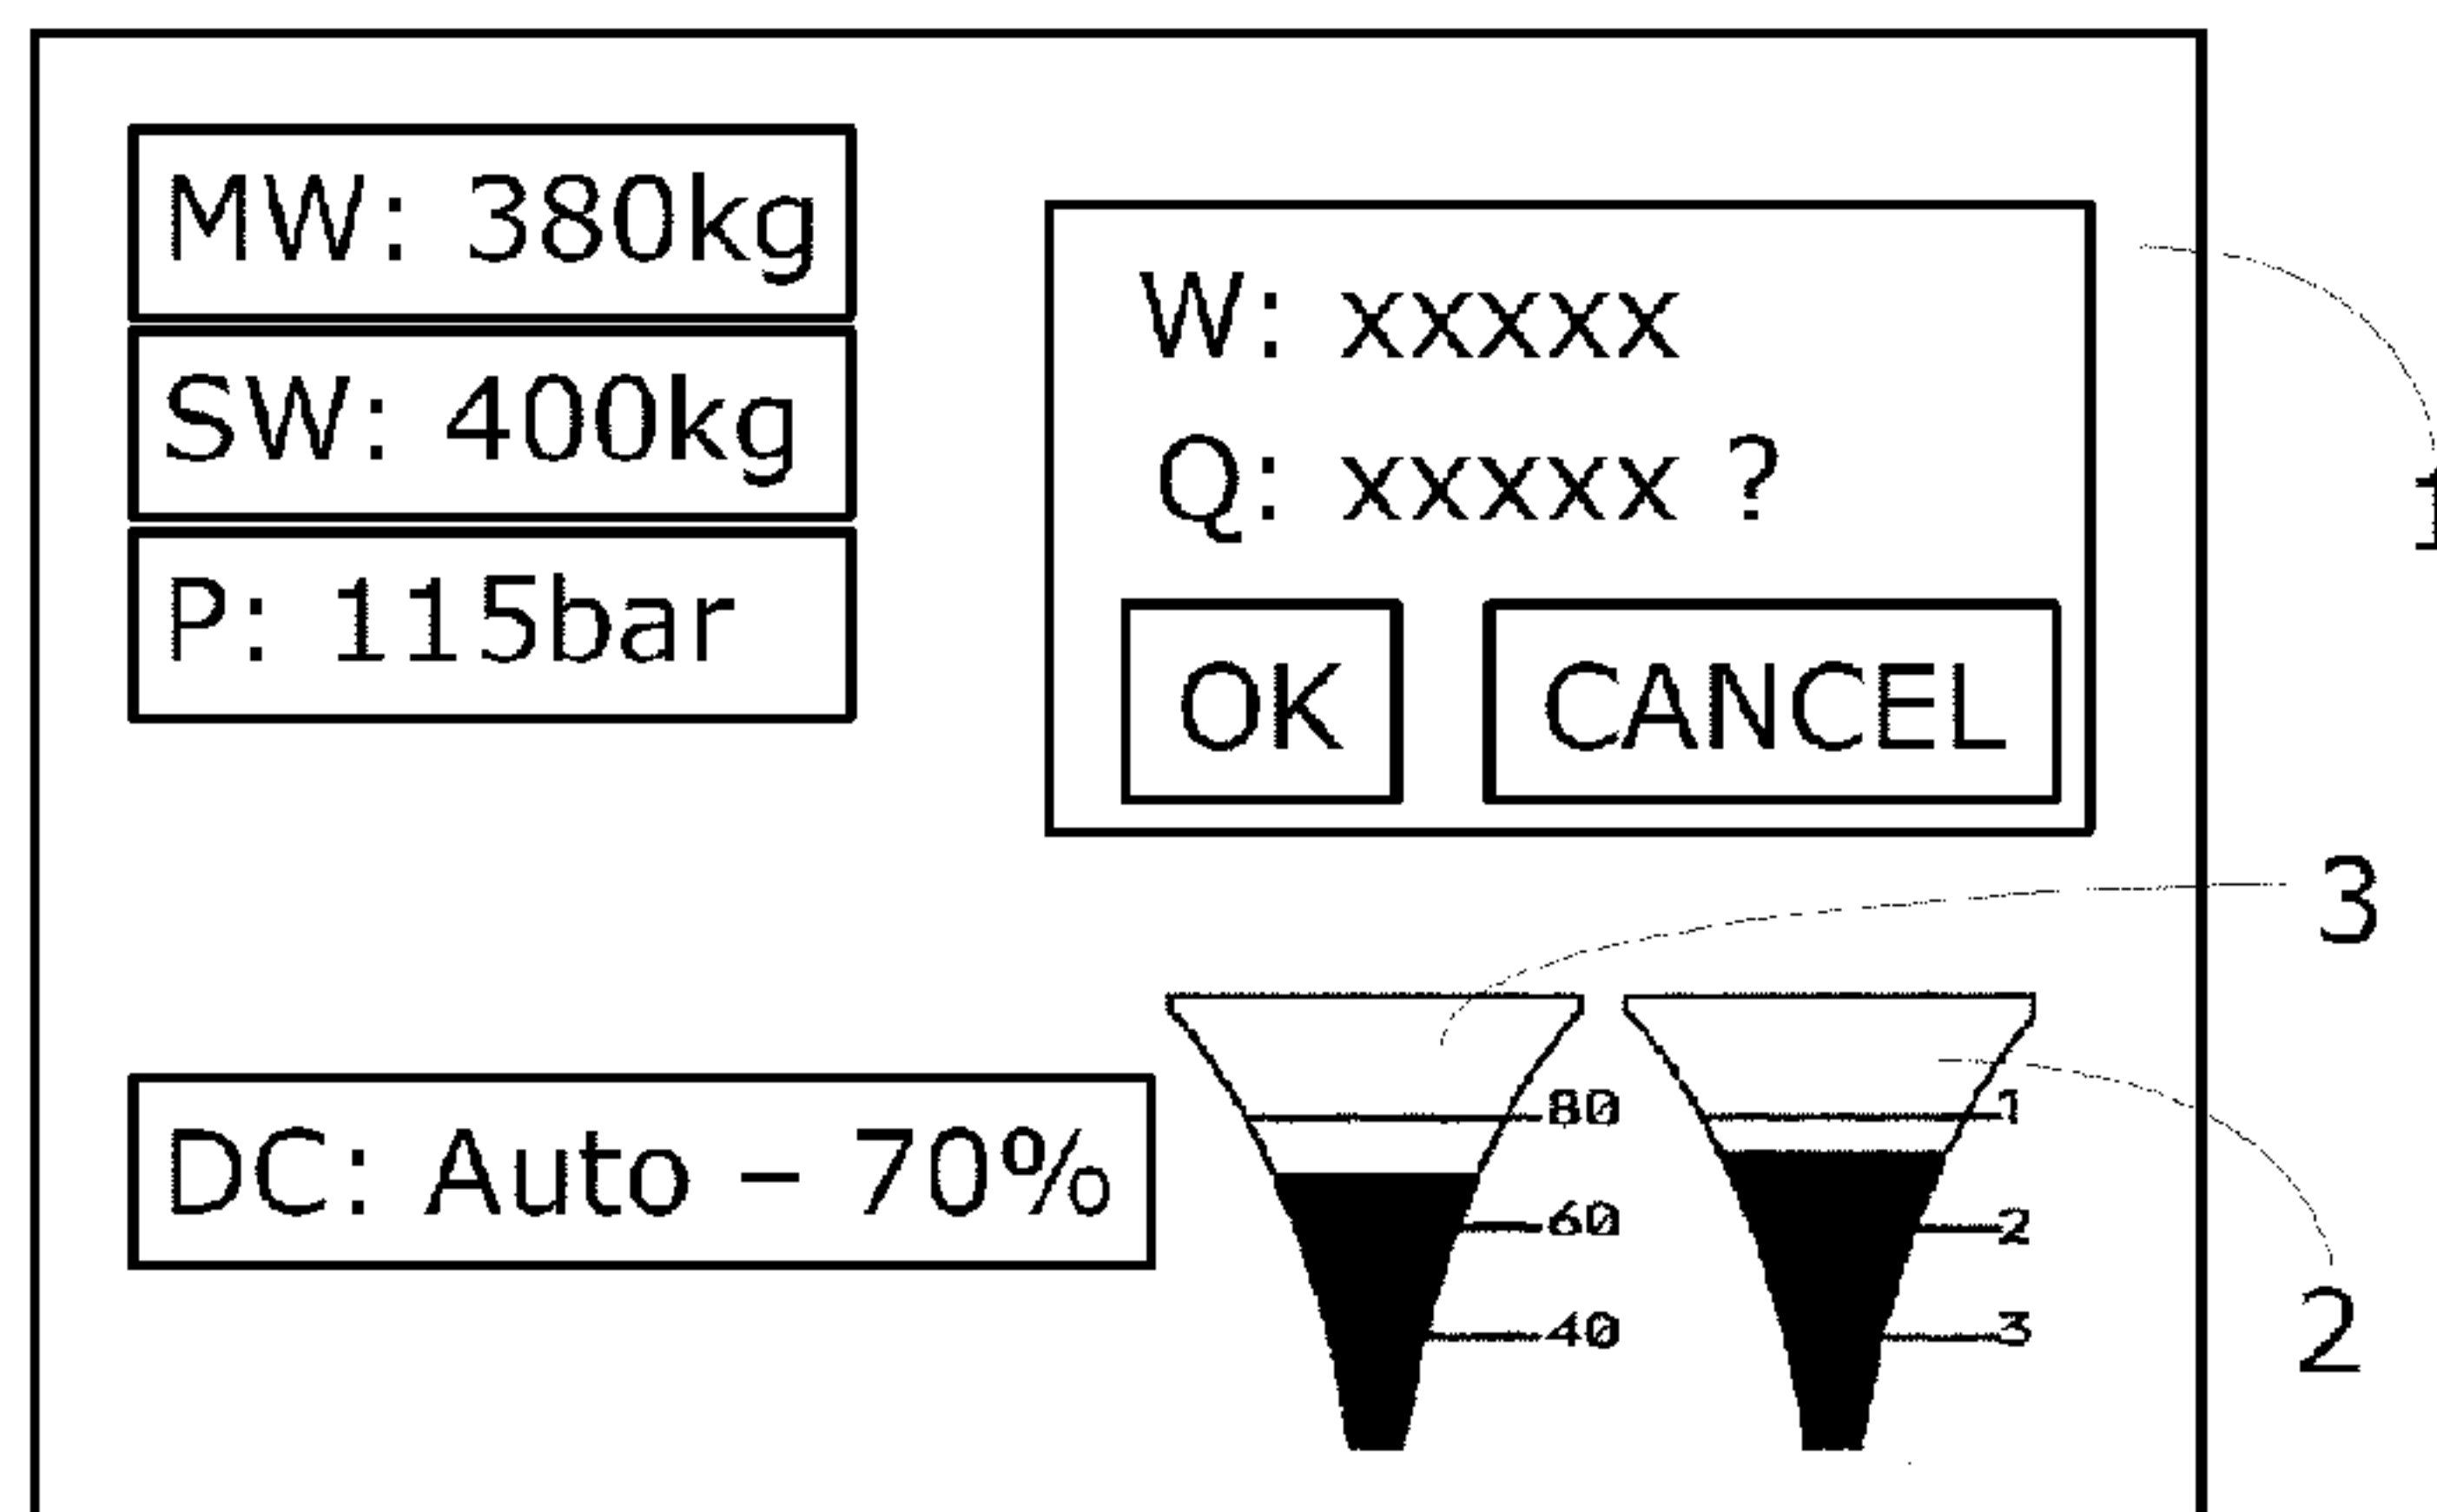 MW: 380kg
SW: 400kg
P: 115bar
W: xxxxx
Q: xxxxx ?
OK
CANCEL
1
3
DC: Auto – 70%
80
60
40
1
2
3
2